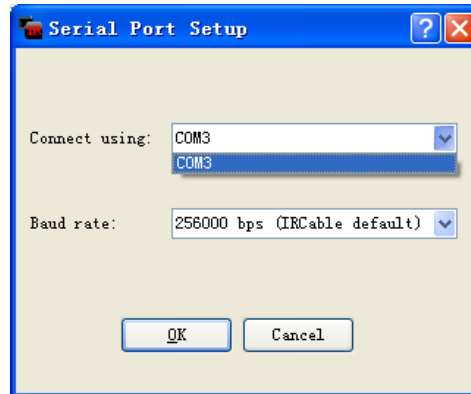 Serial Port Setup
Connect using: COM3
COM3
Baud rate: 256000 bps (IRCable default)
OK Cancel